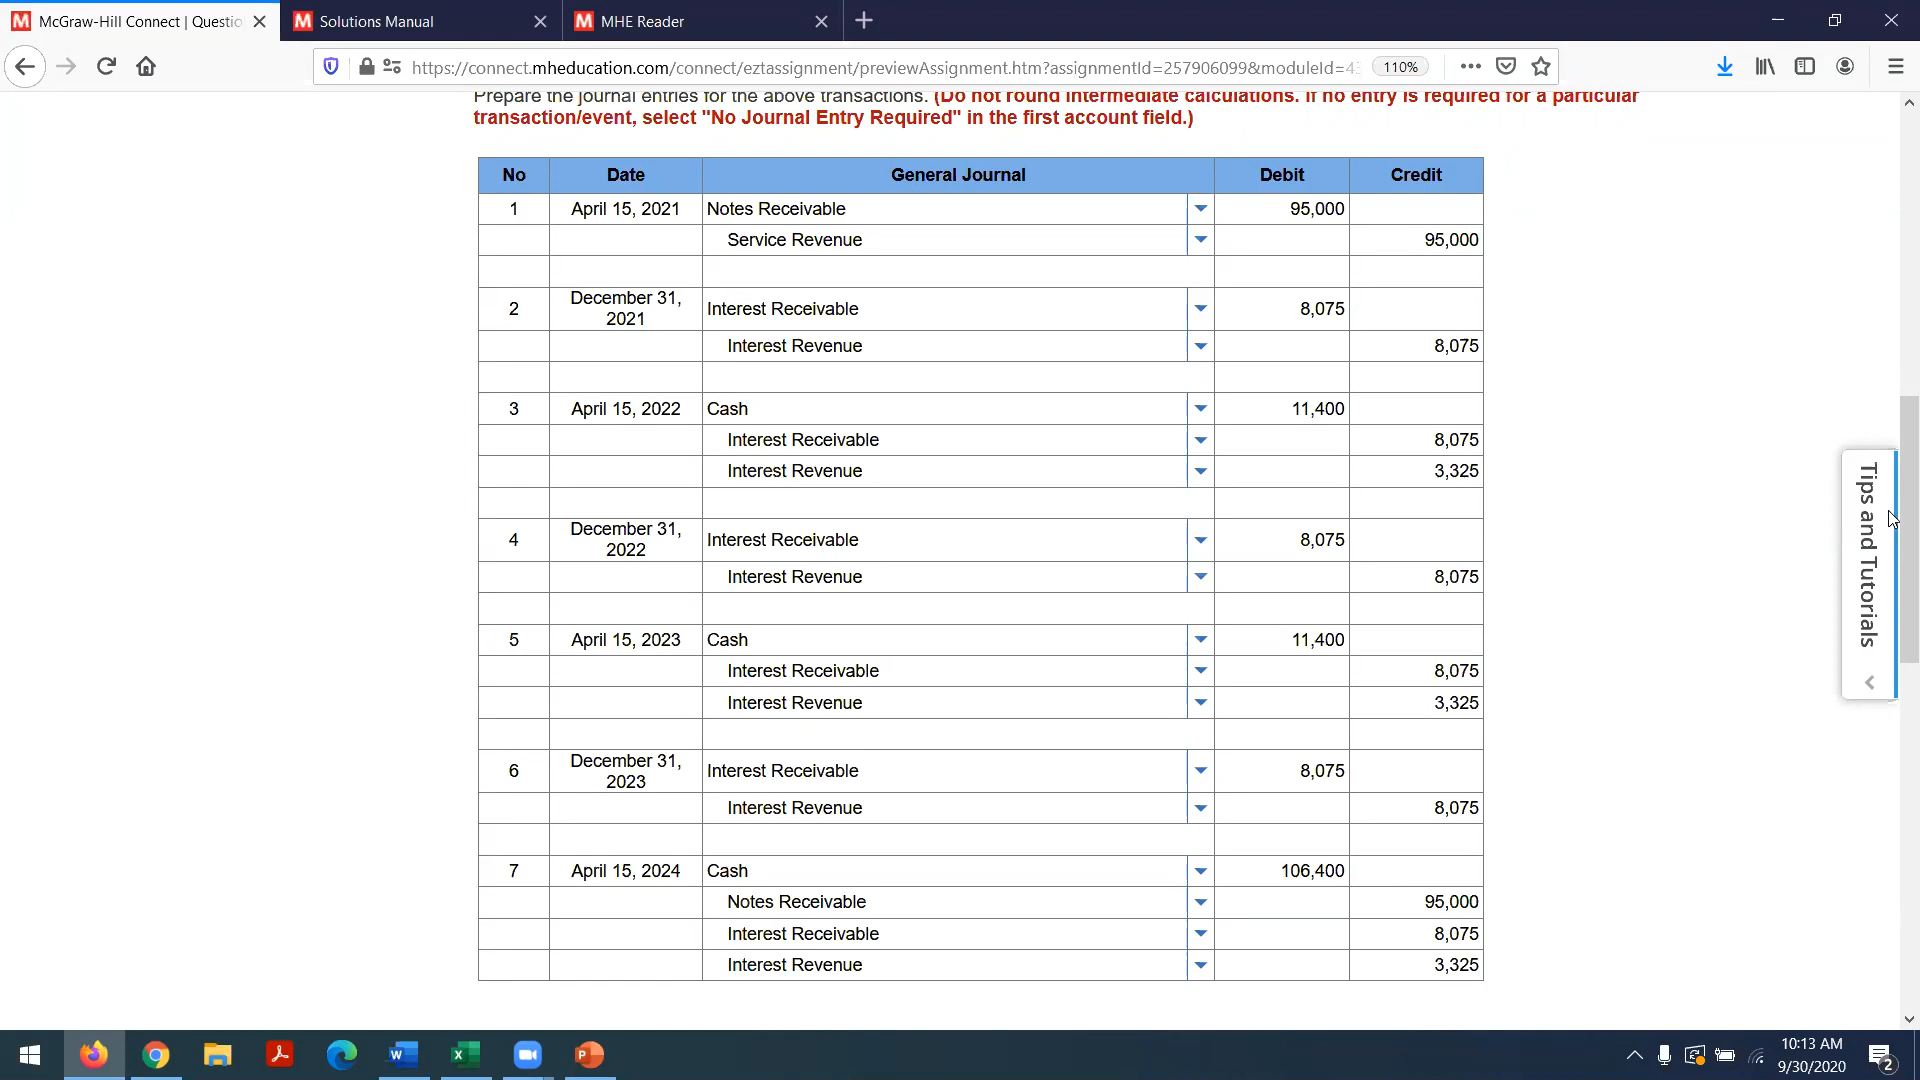 McGraw-Hill Connect | Questio
Solutions Manual
MHE Reader
https://connect.mheducation.com/connect/eztassignment/previewAssignment.htm?assignmentId=257906099&moduleId=4
110%
Prepare the journal entries for the above transactions. (Do not round intermediate calculations. If no entry is required for a particular
transaction/event, select "No Journal Entry Required" in the first account field.)
No Date General Journal Debit Credit
1 April 15, 2021 Notes Receivable 95,000
Service Revenue 95,000
December 31,
2 Interest Receivable 8,075
2021
Interest Revenue 8,075
3 April 15, 2022 Cash 11,400
Interest Receivable 8,075
Interest Revenue 3,325
December 31,
4 Interest Receivable 8,075
2022
Interest Revenue 8,075
5 April 15, 2023 Cash 11,400
Interest Receivable 8,075
Interest Revenue 3,325
December 31,
6 Interest Receivable 8,075
2023
Interest Revenue 8,075
7 April 15, 2024 Cash 106,400
Notes Receivable 95,000
Interest Receivable 8,075
Interest Revenue 3,325
Tips and Tutorials
10:13 AM
9/30/2020
2